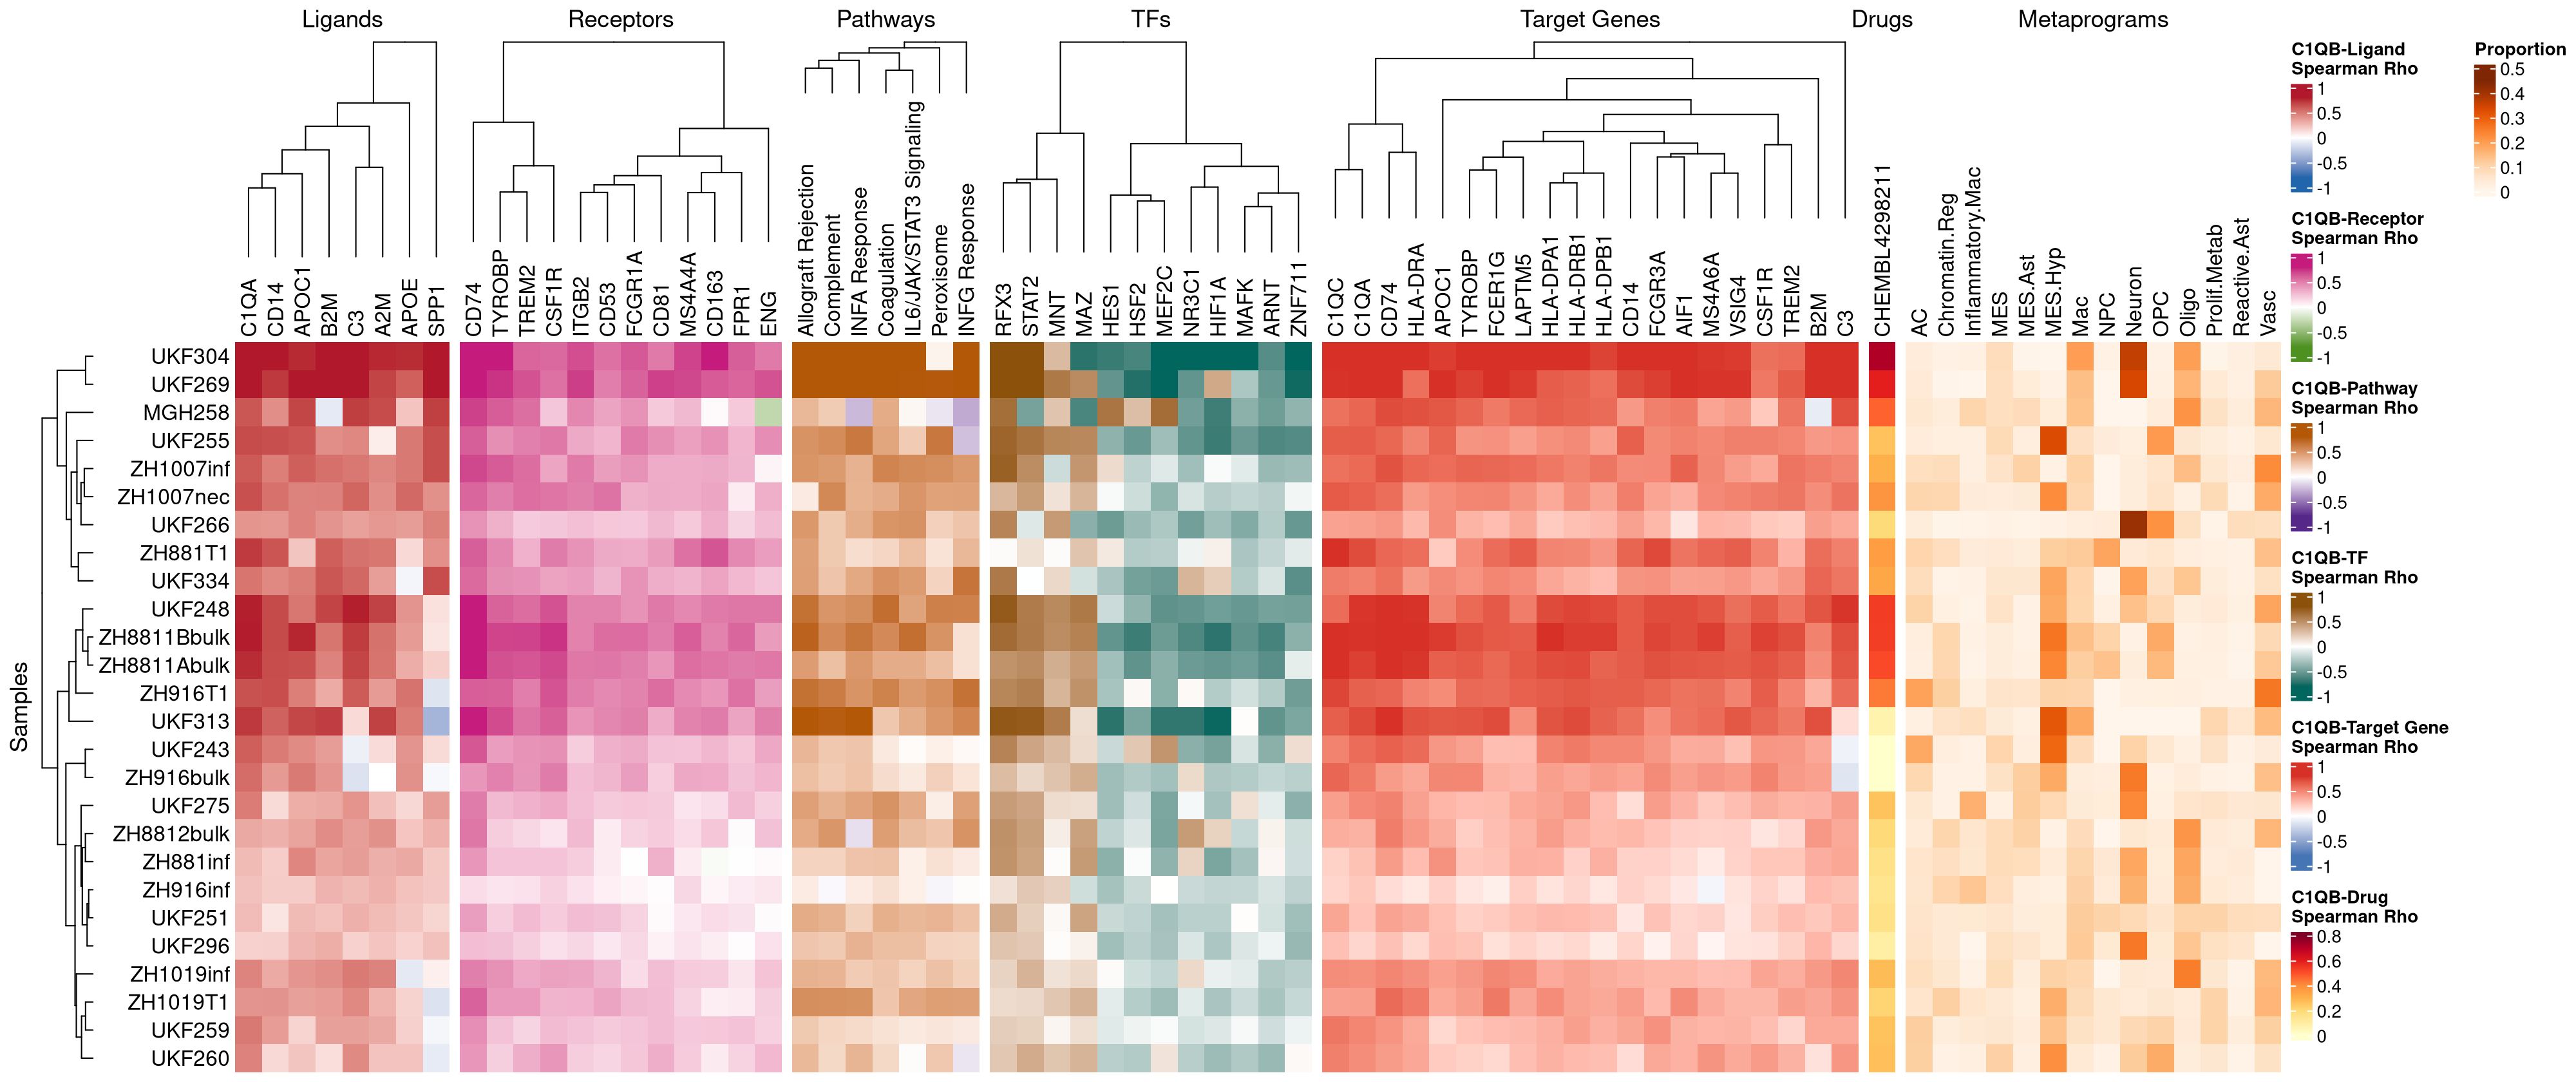 Ligands
Receptors
Pathways
TFs
Target Genes
Drugs
Metaprograms
C1QA
CD14
APOC1
B2M
C3
A2M
APOE
SPP1
CD74
TYROBP
TREM2
CSF1R
ITGB2
CD53
FCGR1A
CD81
MS4A4A
CD163
FPR1
ENG
Allograft Rejection
Complement
INFA Response
Coagulation
IL6/JAK/STAT3 Signaling
Peroxisome
INFG Response
RFX3
STAT2
MNT
MAZ
HES1
HSF2
MEF2C
NR3C1
HIF1A
MAFK
ARNT
ZNF711
C1QC
C1QA
CD74
HLA-DRA
APOC1
TYROBP
FCER1G
LAPTM5
HLA-DPA1
HLA-DRB1
HLA-DPB1
CD14
FCGR3A
AIF1
MS4A6A
VSIG4
CSF1R
TREM2
B2M
C3
CHEMBL4298211
AC
Chromatin.Reg
Inflammatory.Mac
MES
MES.Ast
MES.Hyp
Mac
NPC
Neuron
OPC
Oligo
Prolif.Metab
Reactive.Ast
Vasc
Samples
UKF304
UKF269
MGH258
UKF255
ZH1007inf
ZH1007nec
UKF266
ZH881T1
UKF334
UKF248
ZH8811Bbulk
ZH8811Abulk
ZH916T1
UKF313
UKF243
ZH916bulk
UKF275
ZH8812bulk
ZH881inf
ZH916inf
UKF251
UKF296
ZH1019inf
ZH1019T1
UKF259
UKF260
C1QB-Ligand
Spearman Rho
1
0.5
0
-0.5
-1
C1QB-Receptor
Spearman Rho
1
0.5
0
-0.5
-1
C1QB-Pathway
Spearman Rho
1
0.5
0
-0.5
-1
C1QB-TF
Spearman Rho
1
0.5
0
-0.5
-1
C1QB-Target Gene
Spearman Rho
1
0.5
0
-0.5
-1
C1QB-Drug
Spearman Rho
0.8
0.6
0.4
0.2
0
Proportion
0.5
0.4
0.3
0.2
0.1
0